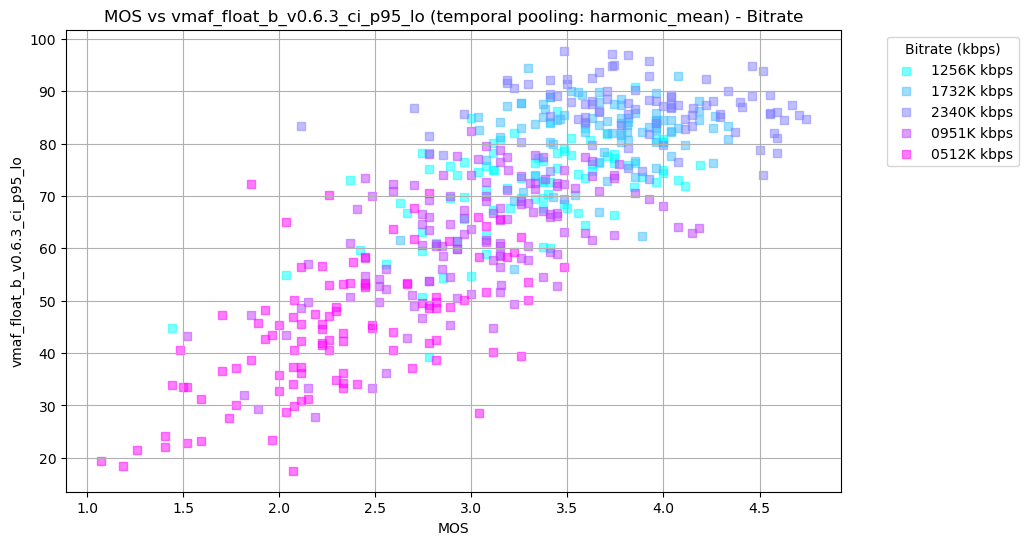 MOS vs vmaf_float_b_v0.6.3_ci_p95_lo (temporal pooling: harmonic_mean) - Bitrate
vmaf_float_b_v0.6.3_ci_p95_lo
100
90
80
70
60
50
40
30
20
1.0 1.5 2.0 2.5 3.0 3.5 4.0 4.5
MOS
Bitrate (kbps)
1256K kbps
1732K kbps
2340K kbps
0951K kbps
0512K kbps